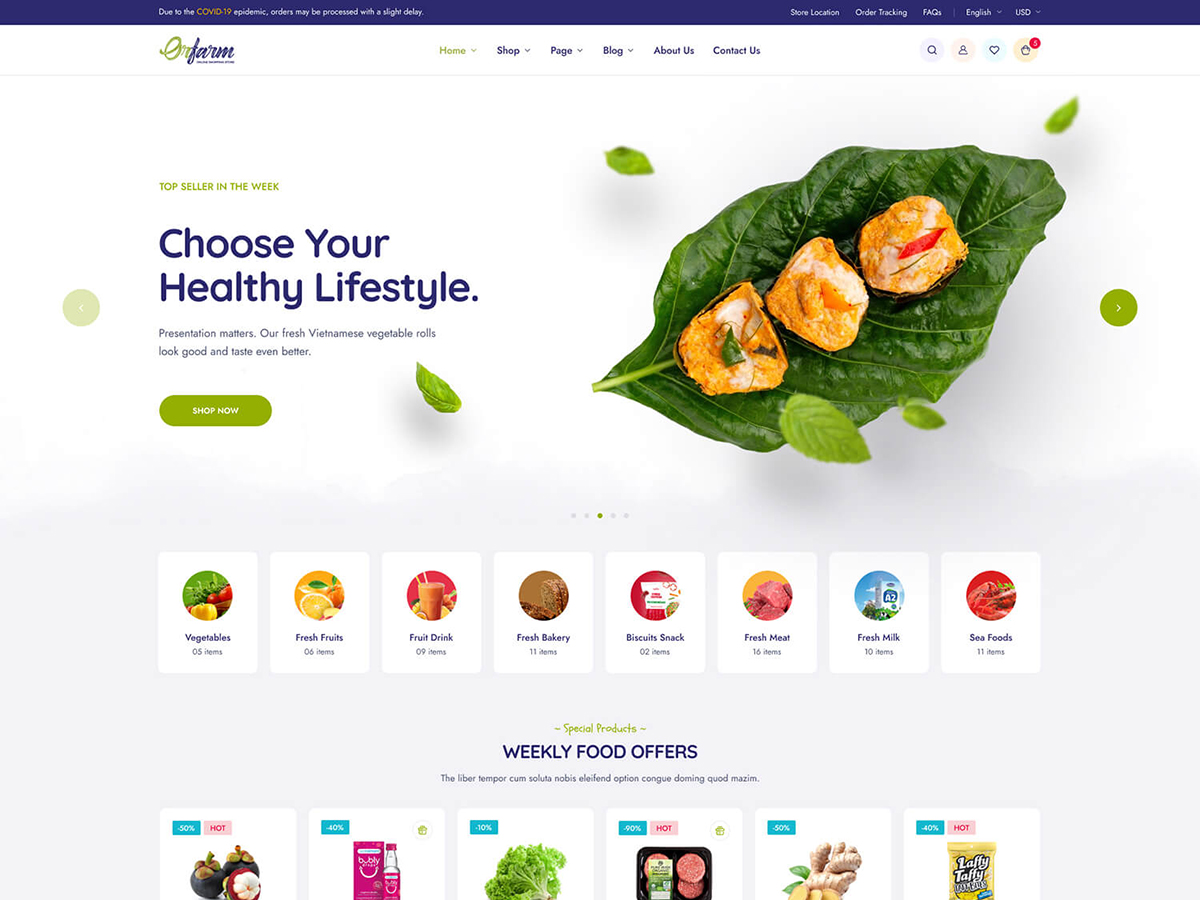 Due to the COVID-19 epidemic, orders may be processed with a slight delay.
Store Location Order Tracking FAQs English USD
Orfarm
ONLINE SHOPPING STORE
Home Shop Page Blog About Us Contact Us
5
TOP SELLER IN THE WEEK
Choose Your
Healthy Lifestyle.
Presentation matters. Our fresh Vietnamese vegetable rolls
look good and taste even better.
SHOP NOW
A2
Vegetables Fresh Fruits Fruit Drink Fresh Bakery Biscuits Snack Fresh Meat Fresh Milk Sea Foods
05 items 06 items 09 items 11 items 02 items 16 items 10 items 11 items
~ Special Products ~
WEEKLY FOOD OFFERS
The liber tempor cum soluta nobis eleifend option congue doming quod mazim.
-50% HOT -40% -10% -90% HOT -50% -40% HOT
bubly
Laffy
Taffy